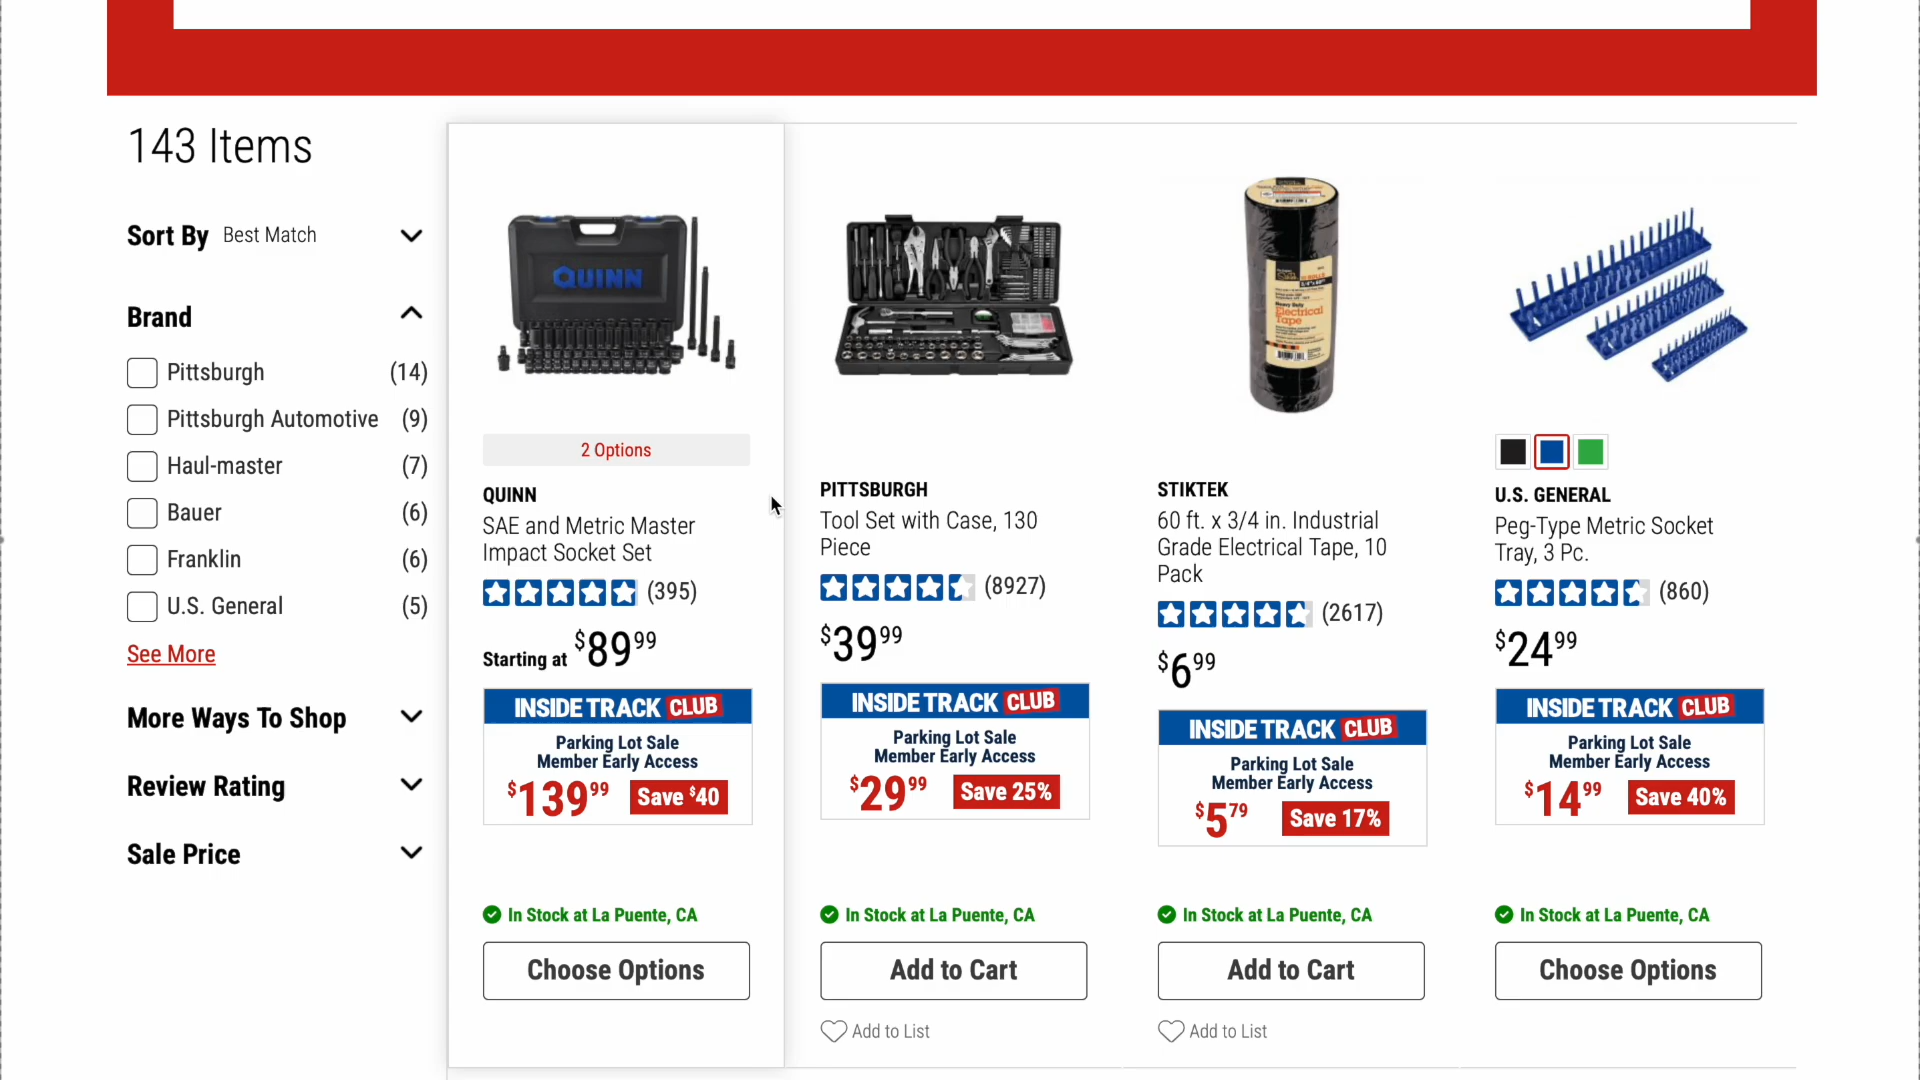 143 Items
Sort By Best Match
Brand
Pittsburgh (14)
Pittsburgh Automotive (9)
Haul-master (7)
Bauer (6)
Franklin (6)
U.S. General (5)
See More
More Ways To Shop
Review Rating
Sale Price
QUINN
2 Options
QUINN
SAE and Metric Master
Impact Socket Set
(395)
Starting at $89.99
INSIDE TRACK CLUB
Parking Lot Sale
Member Early Access
$139.99 Save $40
In Stock at La Puente, CA
Choose Options
PITTSBURGH
Tool Set with Case, 130
Piece
(8927)
$39.99
INSIDE TRACK CLUB
Parking Lot Sale
Member Early Access
$29.99 Save 25%
In Stock at La Puente, CA
Add to Cart
Add to List
Electrical
Tape
STIKTEK
60 ft. x 3/4 in. Industrial
Grade Electrical Tape, 10
Pack
(2617)
$6.99
INSIDE TRACK CLUB
Parking Lot Sale
Member Early Access
$5.79 Save 17%
In Stock at La Puente, CA
Add to Cart
Add to List
U.S. GENERAL
Peg-Type Metric Socket
Tray, 3 Pc.
(860)
$24.99
INSIDE TRACK CLUB
Parking Lot Sale
Member Early Access
$14.99 Save 40%
In Stock at La Puente, CA
Choose Options